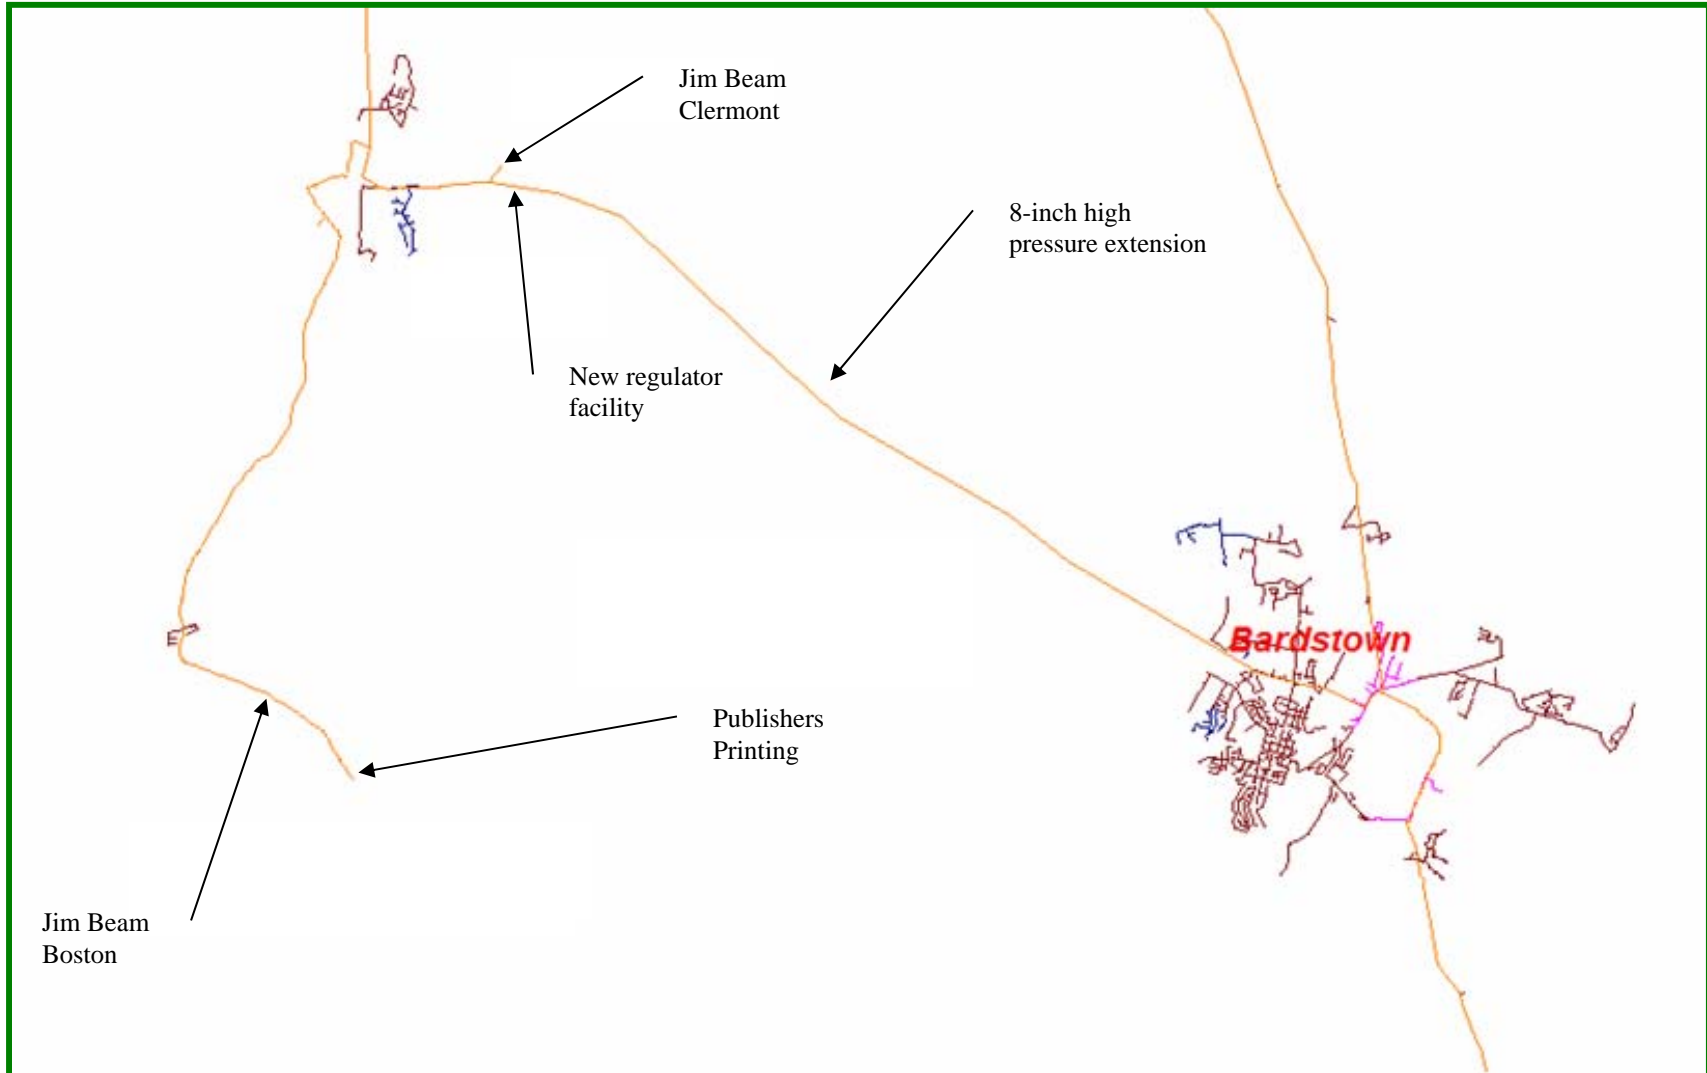 Jim Beam
Clermont
8-inch high
pressure extension
New regulator
facility
Bardstown
Publishers
Printing
Jim Beam
Boston